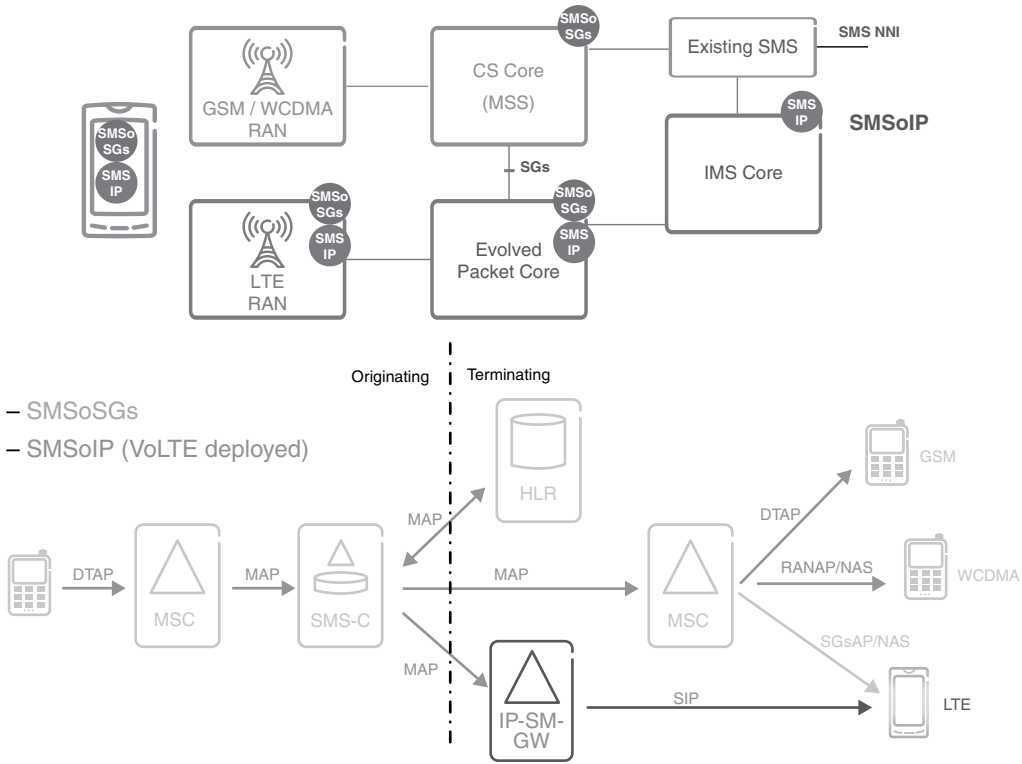 SMSo
SGs
Existing SMS
SMS NNI
CS Core
(MSS)
GSM / WCDMA
RAN
SMS
IP
SMSoIP
SMSo
SGs
SMS
IP
SGs
IMS Core
SMSo
SGs
SMS
IP
SMSo
SGs
SMS
IP
LTE
RAN
Evolved
Packet Core
Originating
Terminating
– SMSoSGs
– SMSoIP (VoLTE deployed)
HLR
GSM
MAP
DTAP
DTAP
MSC
MAP
SMS-C
MAP
MSC
RANAP/NAS
WCDMA
MAP
SGsAP/NAS
IP-SM-
GW
SIP
LTE